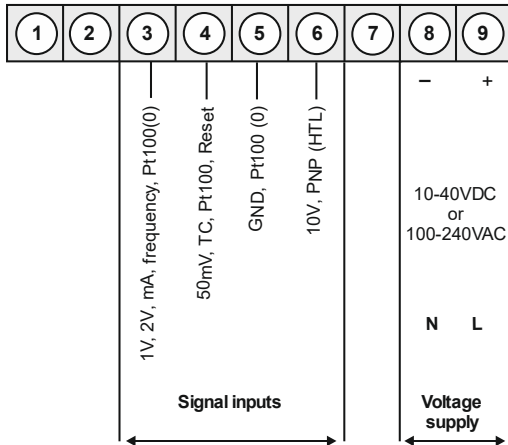 1 2 3 4 5 6 7 8 9
− +
1V, 2V, mA, frequency, Pt100(0)
50mV, TC, Pt100, Reset
GND, Pt100 (0)
10V, PNP (HTL)
10-40VDC
or
100-240VAC
N L
Signal inputs
Voltage
supply